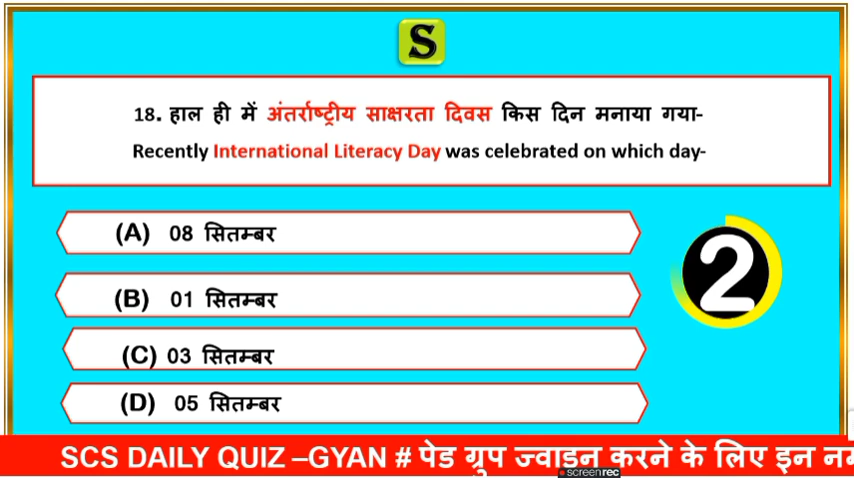 S
18. हाल ही में अंतर्राष्ट्रीय साक्षरता दिवस किस दिन मनाया गया-
Recently International Literacy Day was celebrated on which day-
(A) 08 सितम्बर
(B) 01 सितम्बर
2
(C) 03 सितम्बर
(D) 05 सितम्बर
SCS DAILY QUIZ –GYAN # पेड ग्रुप ज्वाइन करने के लिए इन
screenrec